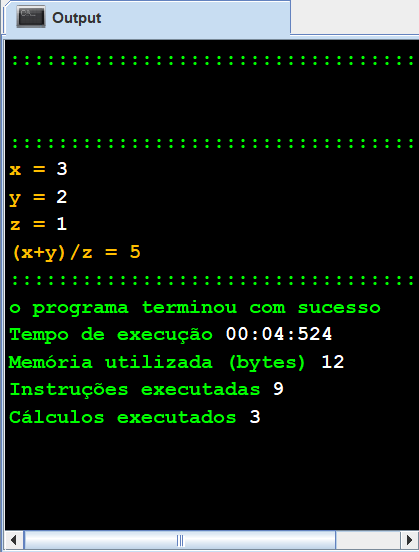 Output
::::::::::::::::::::::::::::::::::
::::::::::::::::::::::::::::::::::
x = 3
y = 2
z = 1
(x+y)/z = 5
::::::::::::::::::::::::::::::::::
o programa terminou com sucesso
Tempo de execução 00:04:524
Memória utilizada (bytes) 12
Instruções executadas 9
Cálculos executados 3